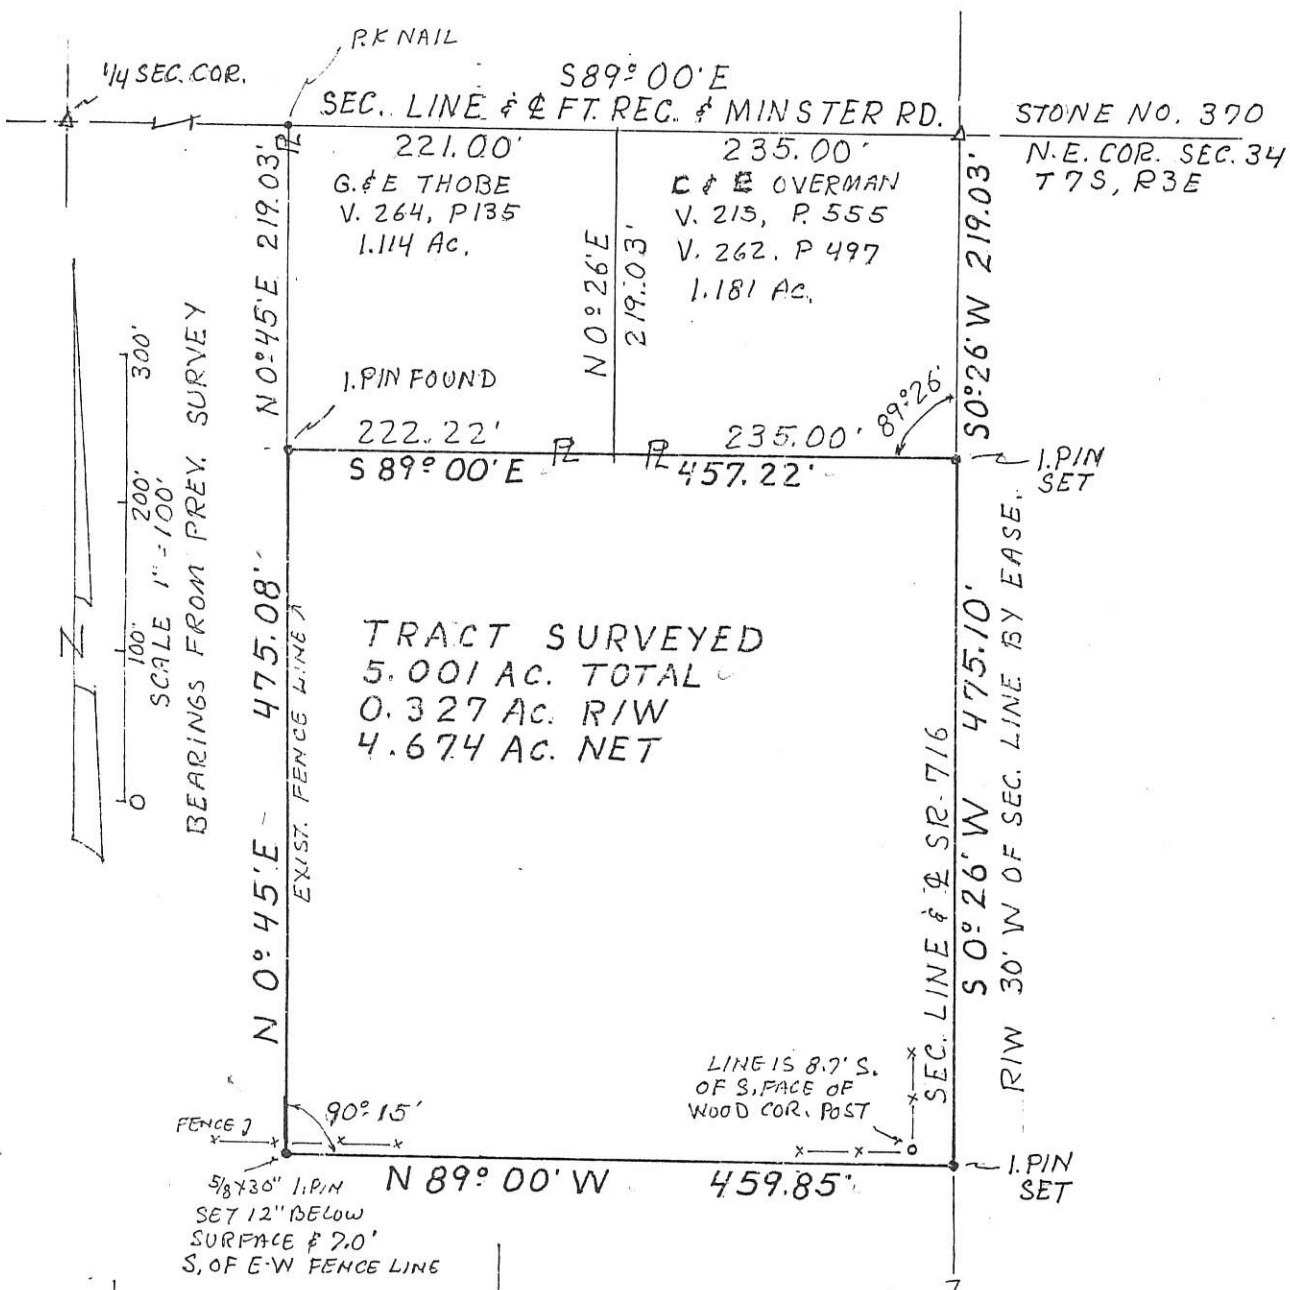 P.K NAIL
1/4 SEC. COR.
S 89° 00' E
SEC. LINE & ℄ FT. REC. & MINSTER RD.
STONE NO. 370
N.E. COR. SEC. 34
T 7S, R3E
221.00'
G. & E THOBE
V. 264, P135
1.114 Ac.
235.00'
C & E OVERMAN
V. 215, P. 555
V. 262. P 497
1.181 Ac.
N 0° 45' E 219.03'
N 0° 26' E
219.03'
S 0° 26' W 219.03'
I. PIN FOUND
222.22'
235.00'
89° 26'
S 89° 00' E
457.22'
I. PIN
SET
300'
200'
100'
0
SCALE 1" = 100'
BEARINGS FROM PREV. SURVEY
N
N 0° 45' E - 475.08'
EXIST. FENCE LINE
TRACT SURVEYED
5.001 AC. TOTAL
0.327 AC. R/W
4.674 AC. NET
SEC. LINE & ℄ SR. 716
S 0° 26' W 475.10'
R/W 30' W OF SEC. LINE BY EASE.
LINE IS 8.7' S.
OF S. FACE OF
WOOD COR. POST
FENCE
90° 15'
N 89° 00' W
459.85'
I. PIN
SET
5/8 X 30" I. PIN
SET 12" BELOW
SURFACE & 7.0'
S. OF E-W FENCE LINE